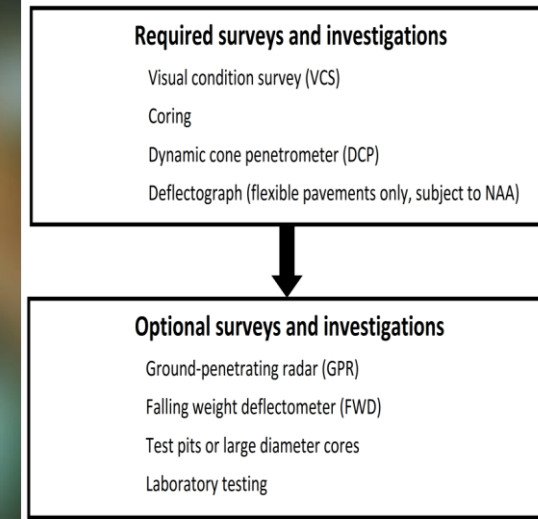 Required surveys and investigations
Visual condition survey (VCS)
Coring
Dynamic cone penetrometer (DCP)
Deflectograph (flexible pavements only, subject to NAA)
Optional surveys and investigations
Ground-penetrating radar (GPR)
Falling weight deflectometer (FWD)
Test pits or large diameter cores
Laboratory testing